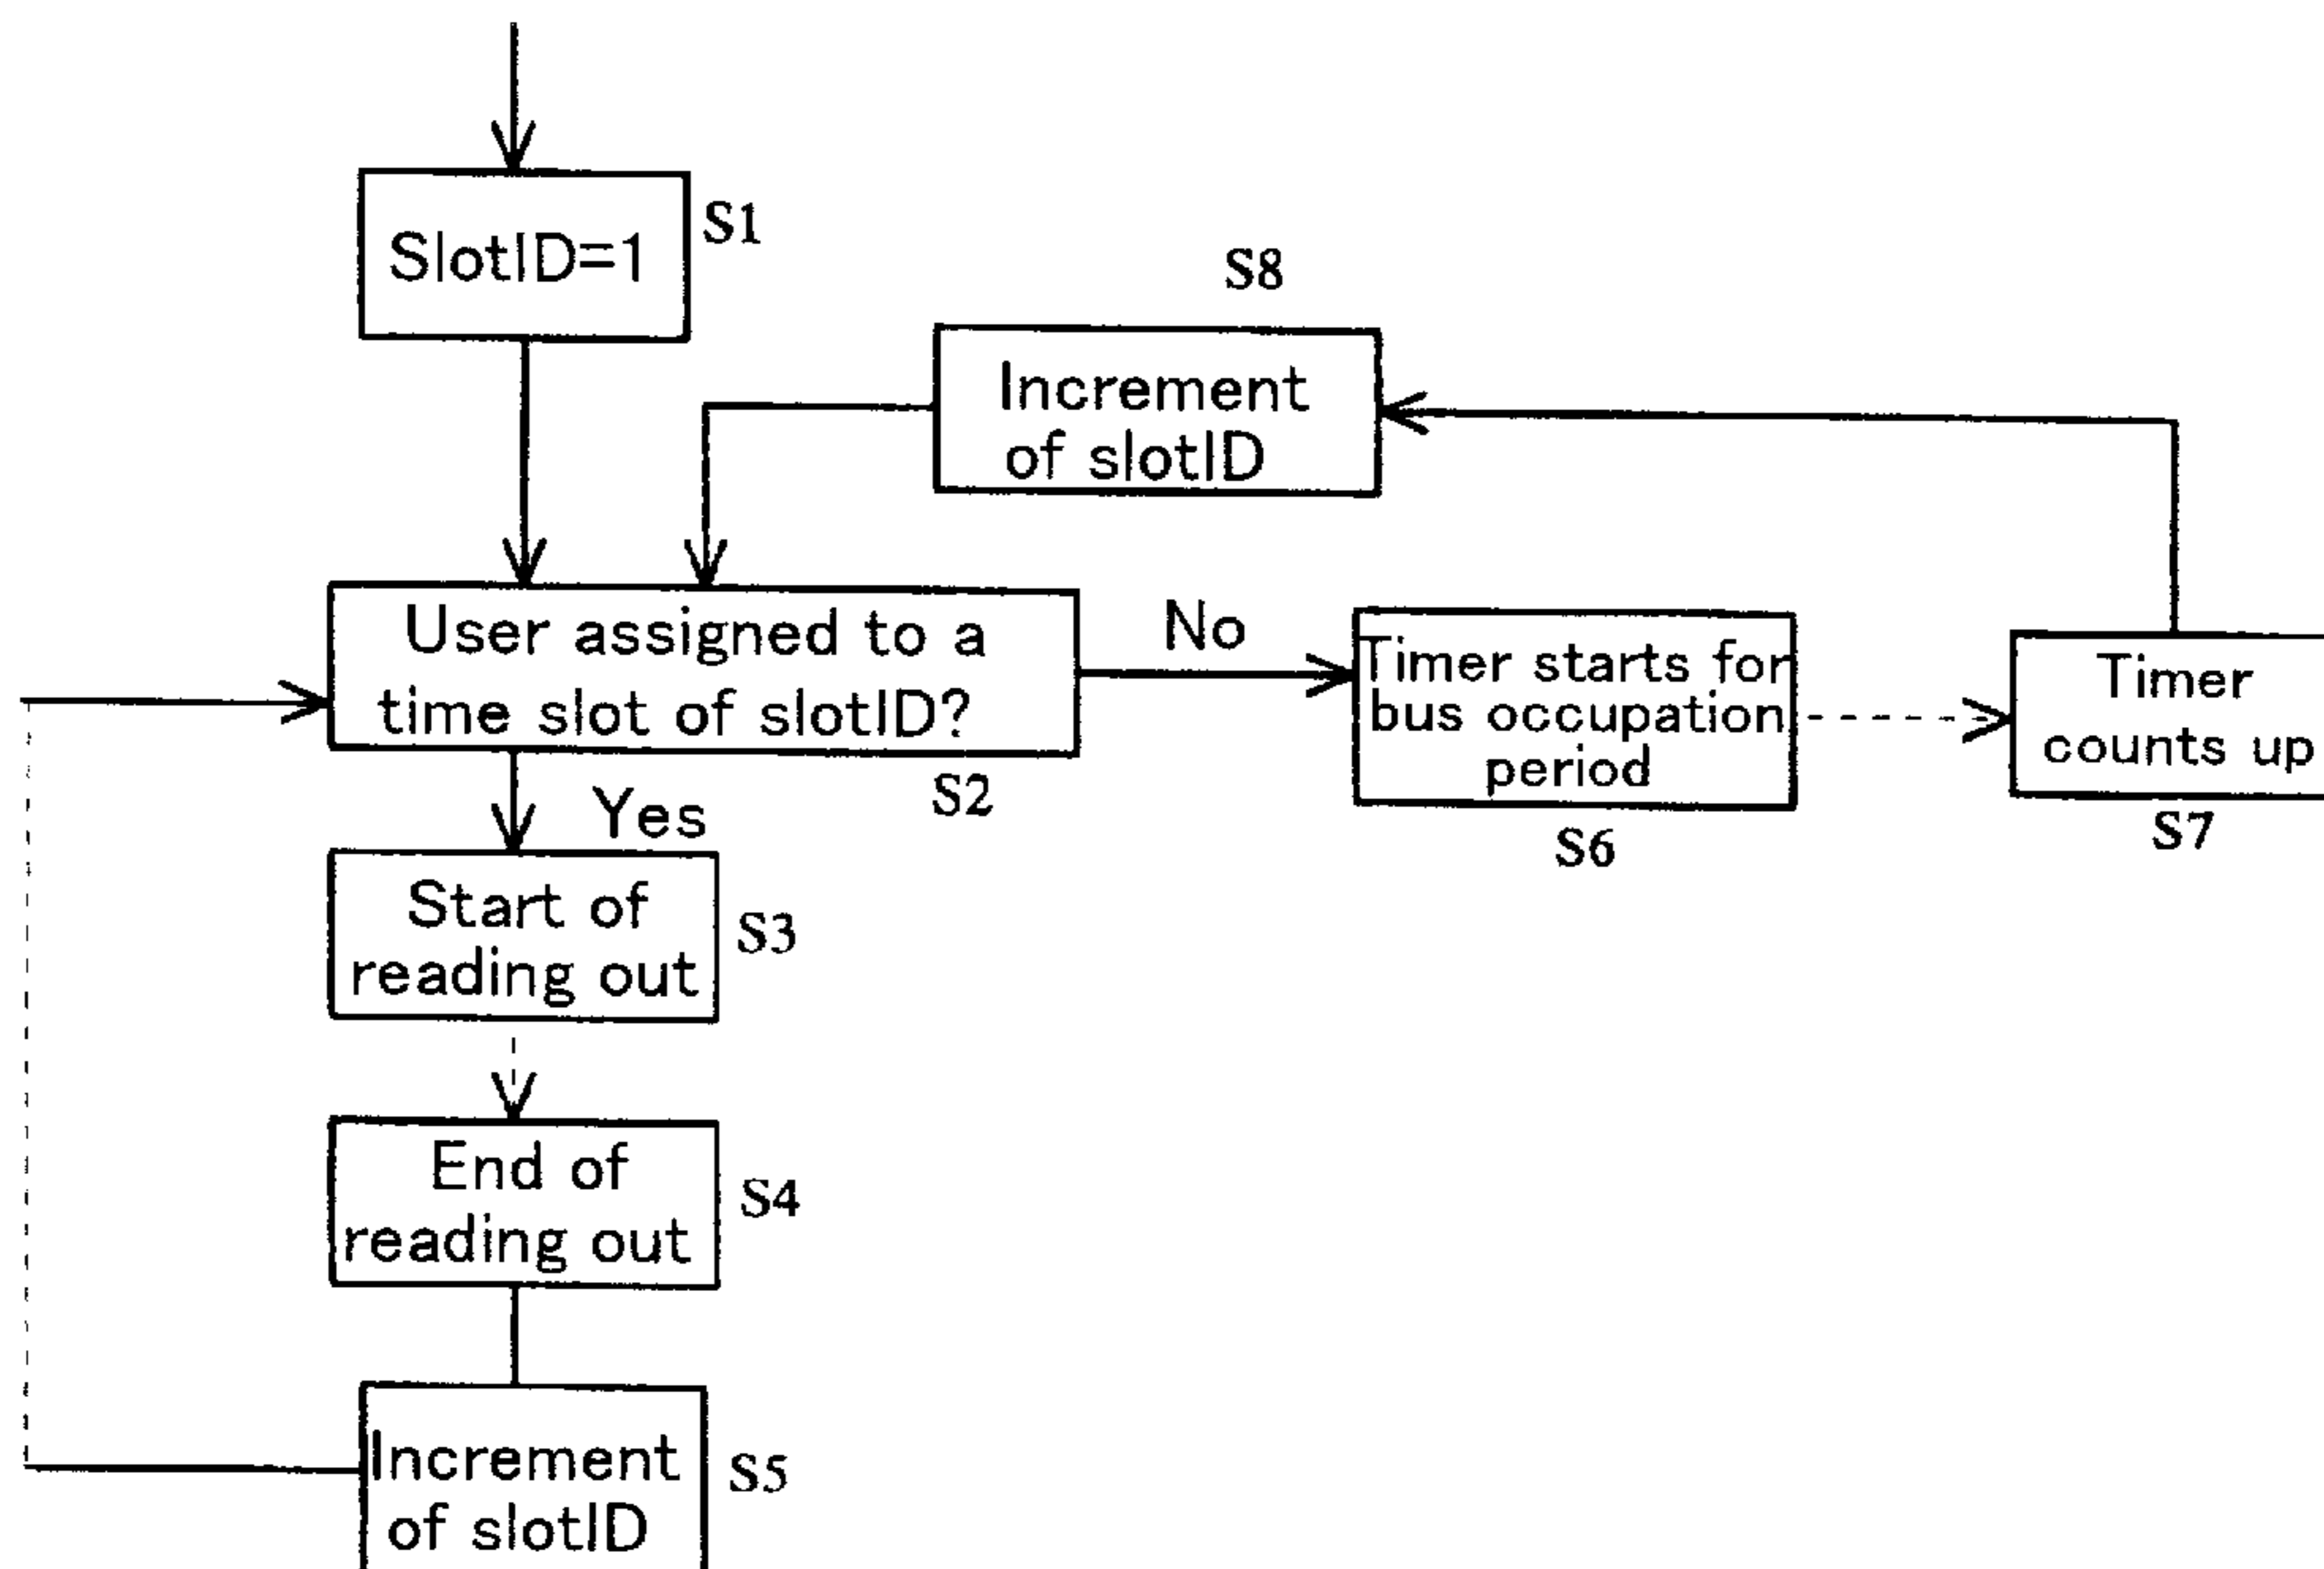 SlotID=1
S1
S8
Increment
of slotID
User assigned to a
time slot of slotID?
S2
No
Timer starts for
bus occupation
period
S6
Timer
counts up
S7
Yes
Start of
reading out
S3
End of
reading out
S4
Increment
of slotID
S5